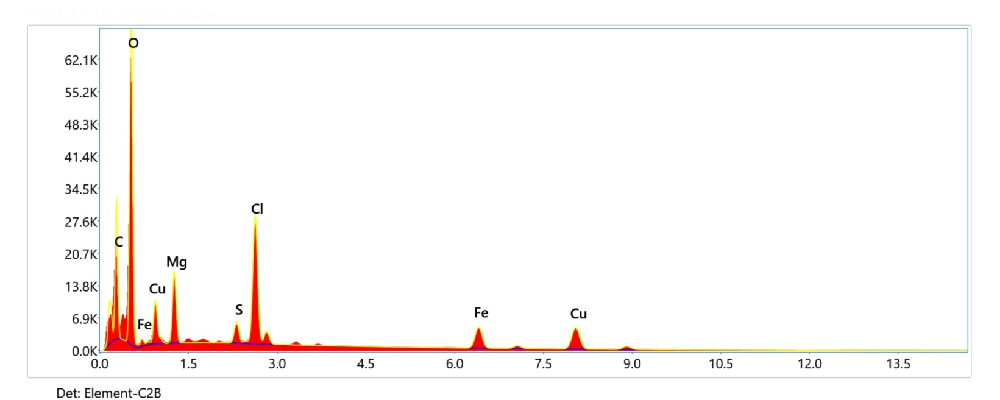 O
62.1K
55.2K
48.3K
41.4K
34.5K
Cl
27.6K
C
20.7K
Mg
13.8K
Cu
S
Fe
Cu
6.9K
Fe
0.0K
0.0 1.5 3.0 4.5 6.0 7.5 9.0 10.5 12.0 13.5
Det: Element-C2B